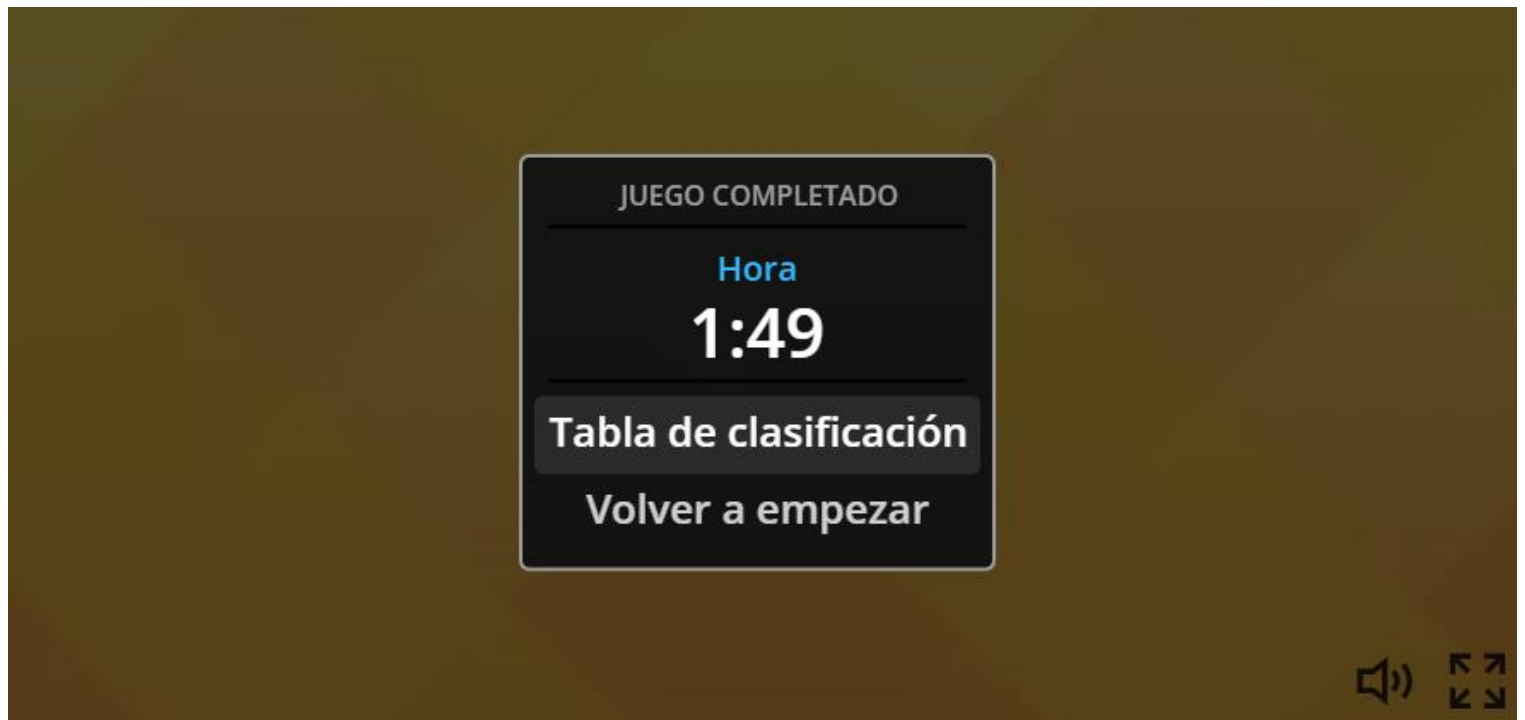 JUEGO COMPLETADO
Hora
1:49
Tabla de clasificación
Volver a empezar